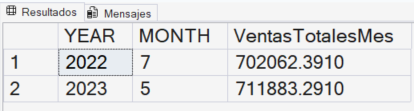 Resultados Mensajes
YEAR MONTH VentasTotalesMes
1 2022 7 702062.3910
2 2023 5 711883.2910